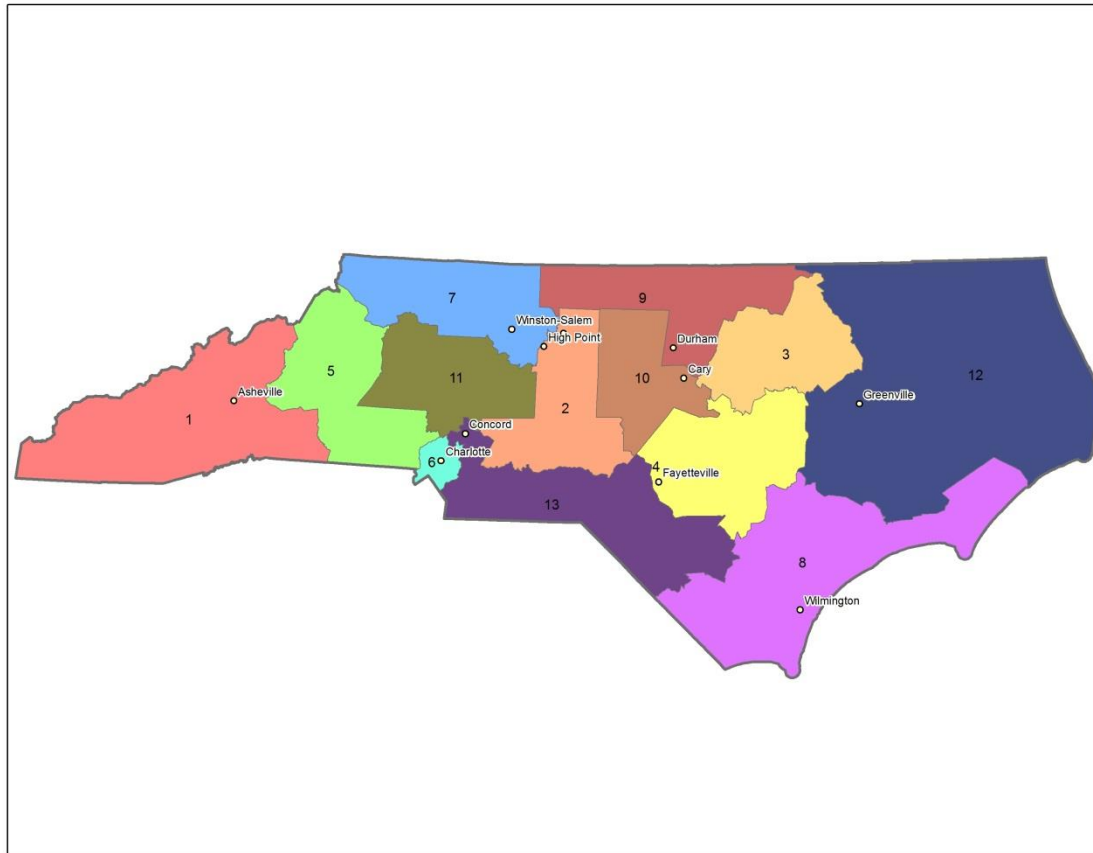 7
9
Winston-Salem
High Point
Durham
3
5
11
10
Cary
12
Asheville
2
Greenville
1
Concord
6
Charlotte
4
Fayetteville
13
8
Wilmington